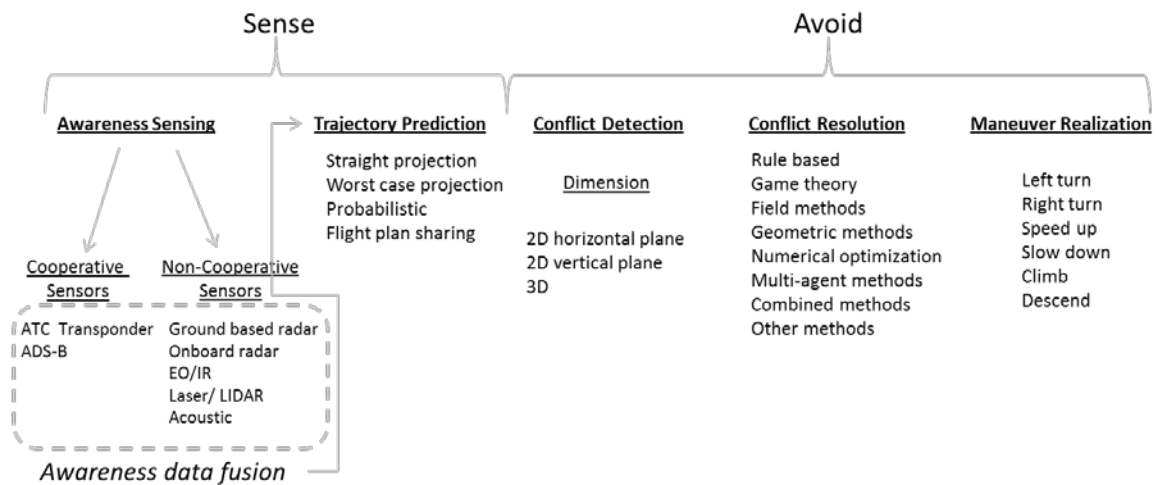 Sense
Avoid
Awareness Sensing
Trajectory Prediction
Conflict Detection
Conflict Resolution
Maneuver Realization
Straight projection
Worst case projection
Probabilistic
Flight plan sharing
Dimension
2D horizontal plane
2D vertical plane
3D
Rule based
Game theory
Field methods
Geometric methods
Numerical optimization
Multi-agent methods
Combined methods
Other methods
Left turn
Right turn
Speed up
Slow down
Climb
Descend
Cooperative
Sensors
Non-Cooperative
Sensors
ATC Transponder
ADS-B
Ground based radar
Onboard radar
EO/IR
Laser/ LIDAR
Acoustic
Awareness data fusion